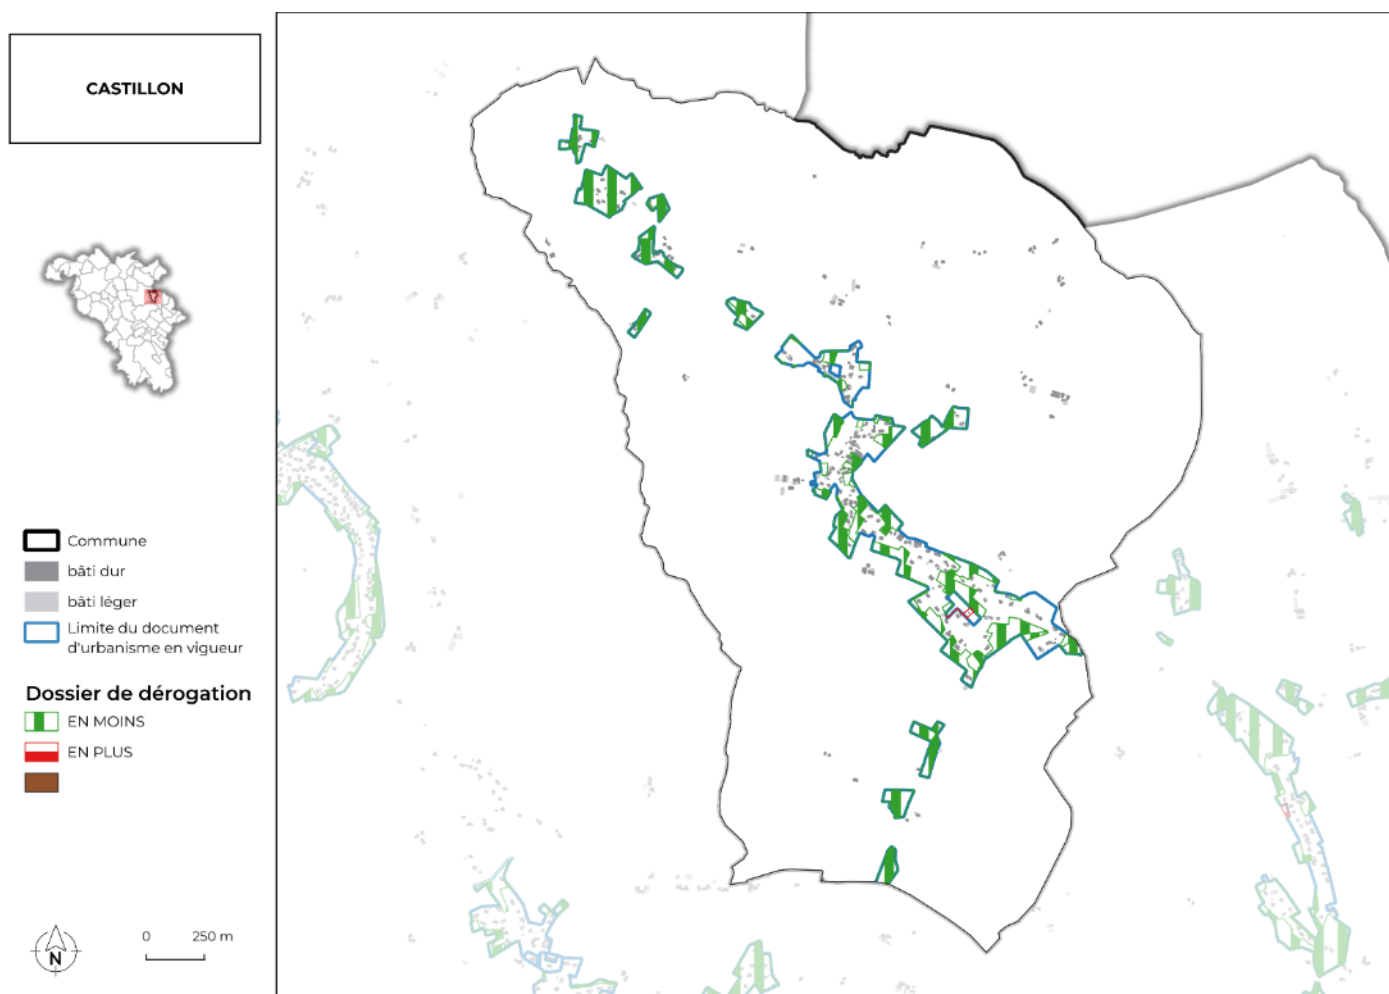 CASTILLON
Commune
bâti dur
bâti léger
Limite du document
d'urbanisme en vigueur
Dossier de dérogation
EN MOINS
EN PLUS
N
0 250 m